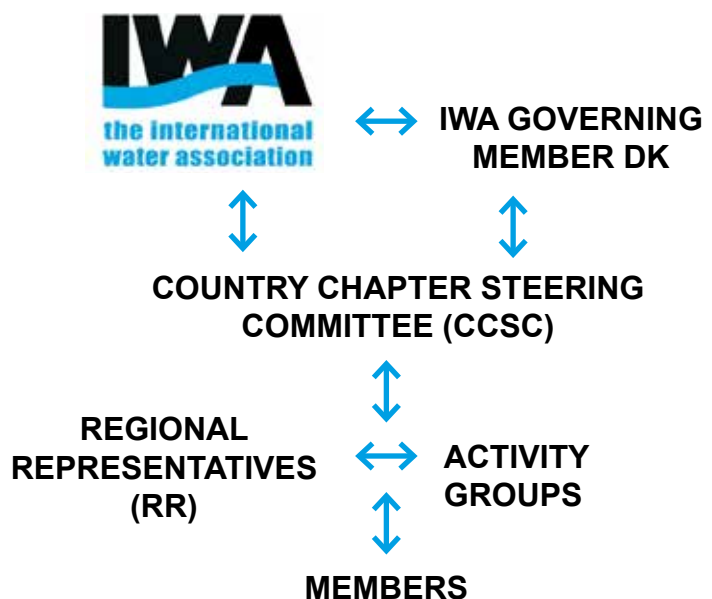 IWA
the international
water association
IWA GOVERNING
MEMBER DK
COUNTRY CHAPTER STEERING
COMMITTEE (CCSC)
REGIONAL
REPRESENTATIVES
(RR)
ACTIVITY
GROUPS
MEMBERS